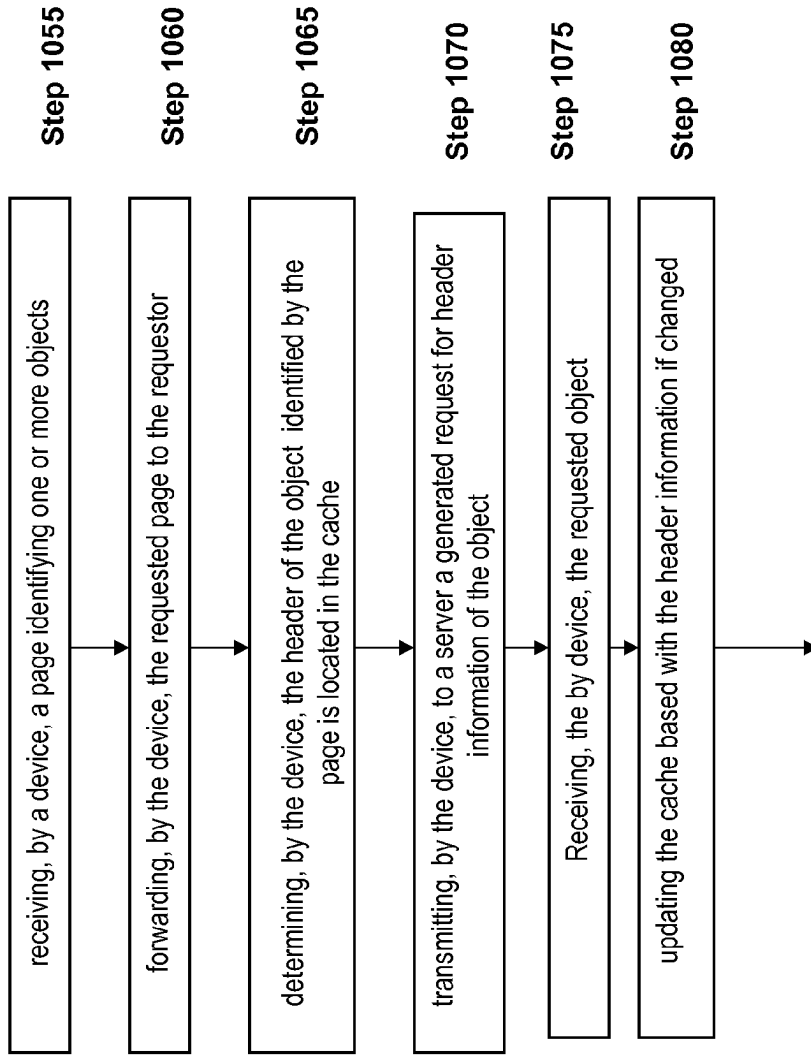 receiving, by a device, a page identifying one or more objects
Step 1055
forwarding, by the device, the requested page to the requestor
Step 1060
determining, by the device, the header of the object identified by the
page is located in the cache
Step 1065
transmitting, by the device, to a server a generated request for header
information of the object
Step 1070
Receiving, the by device, the requested object
Step 1075
updating the cache based with the header information if changed
Step 1080